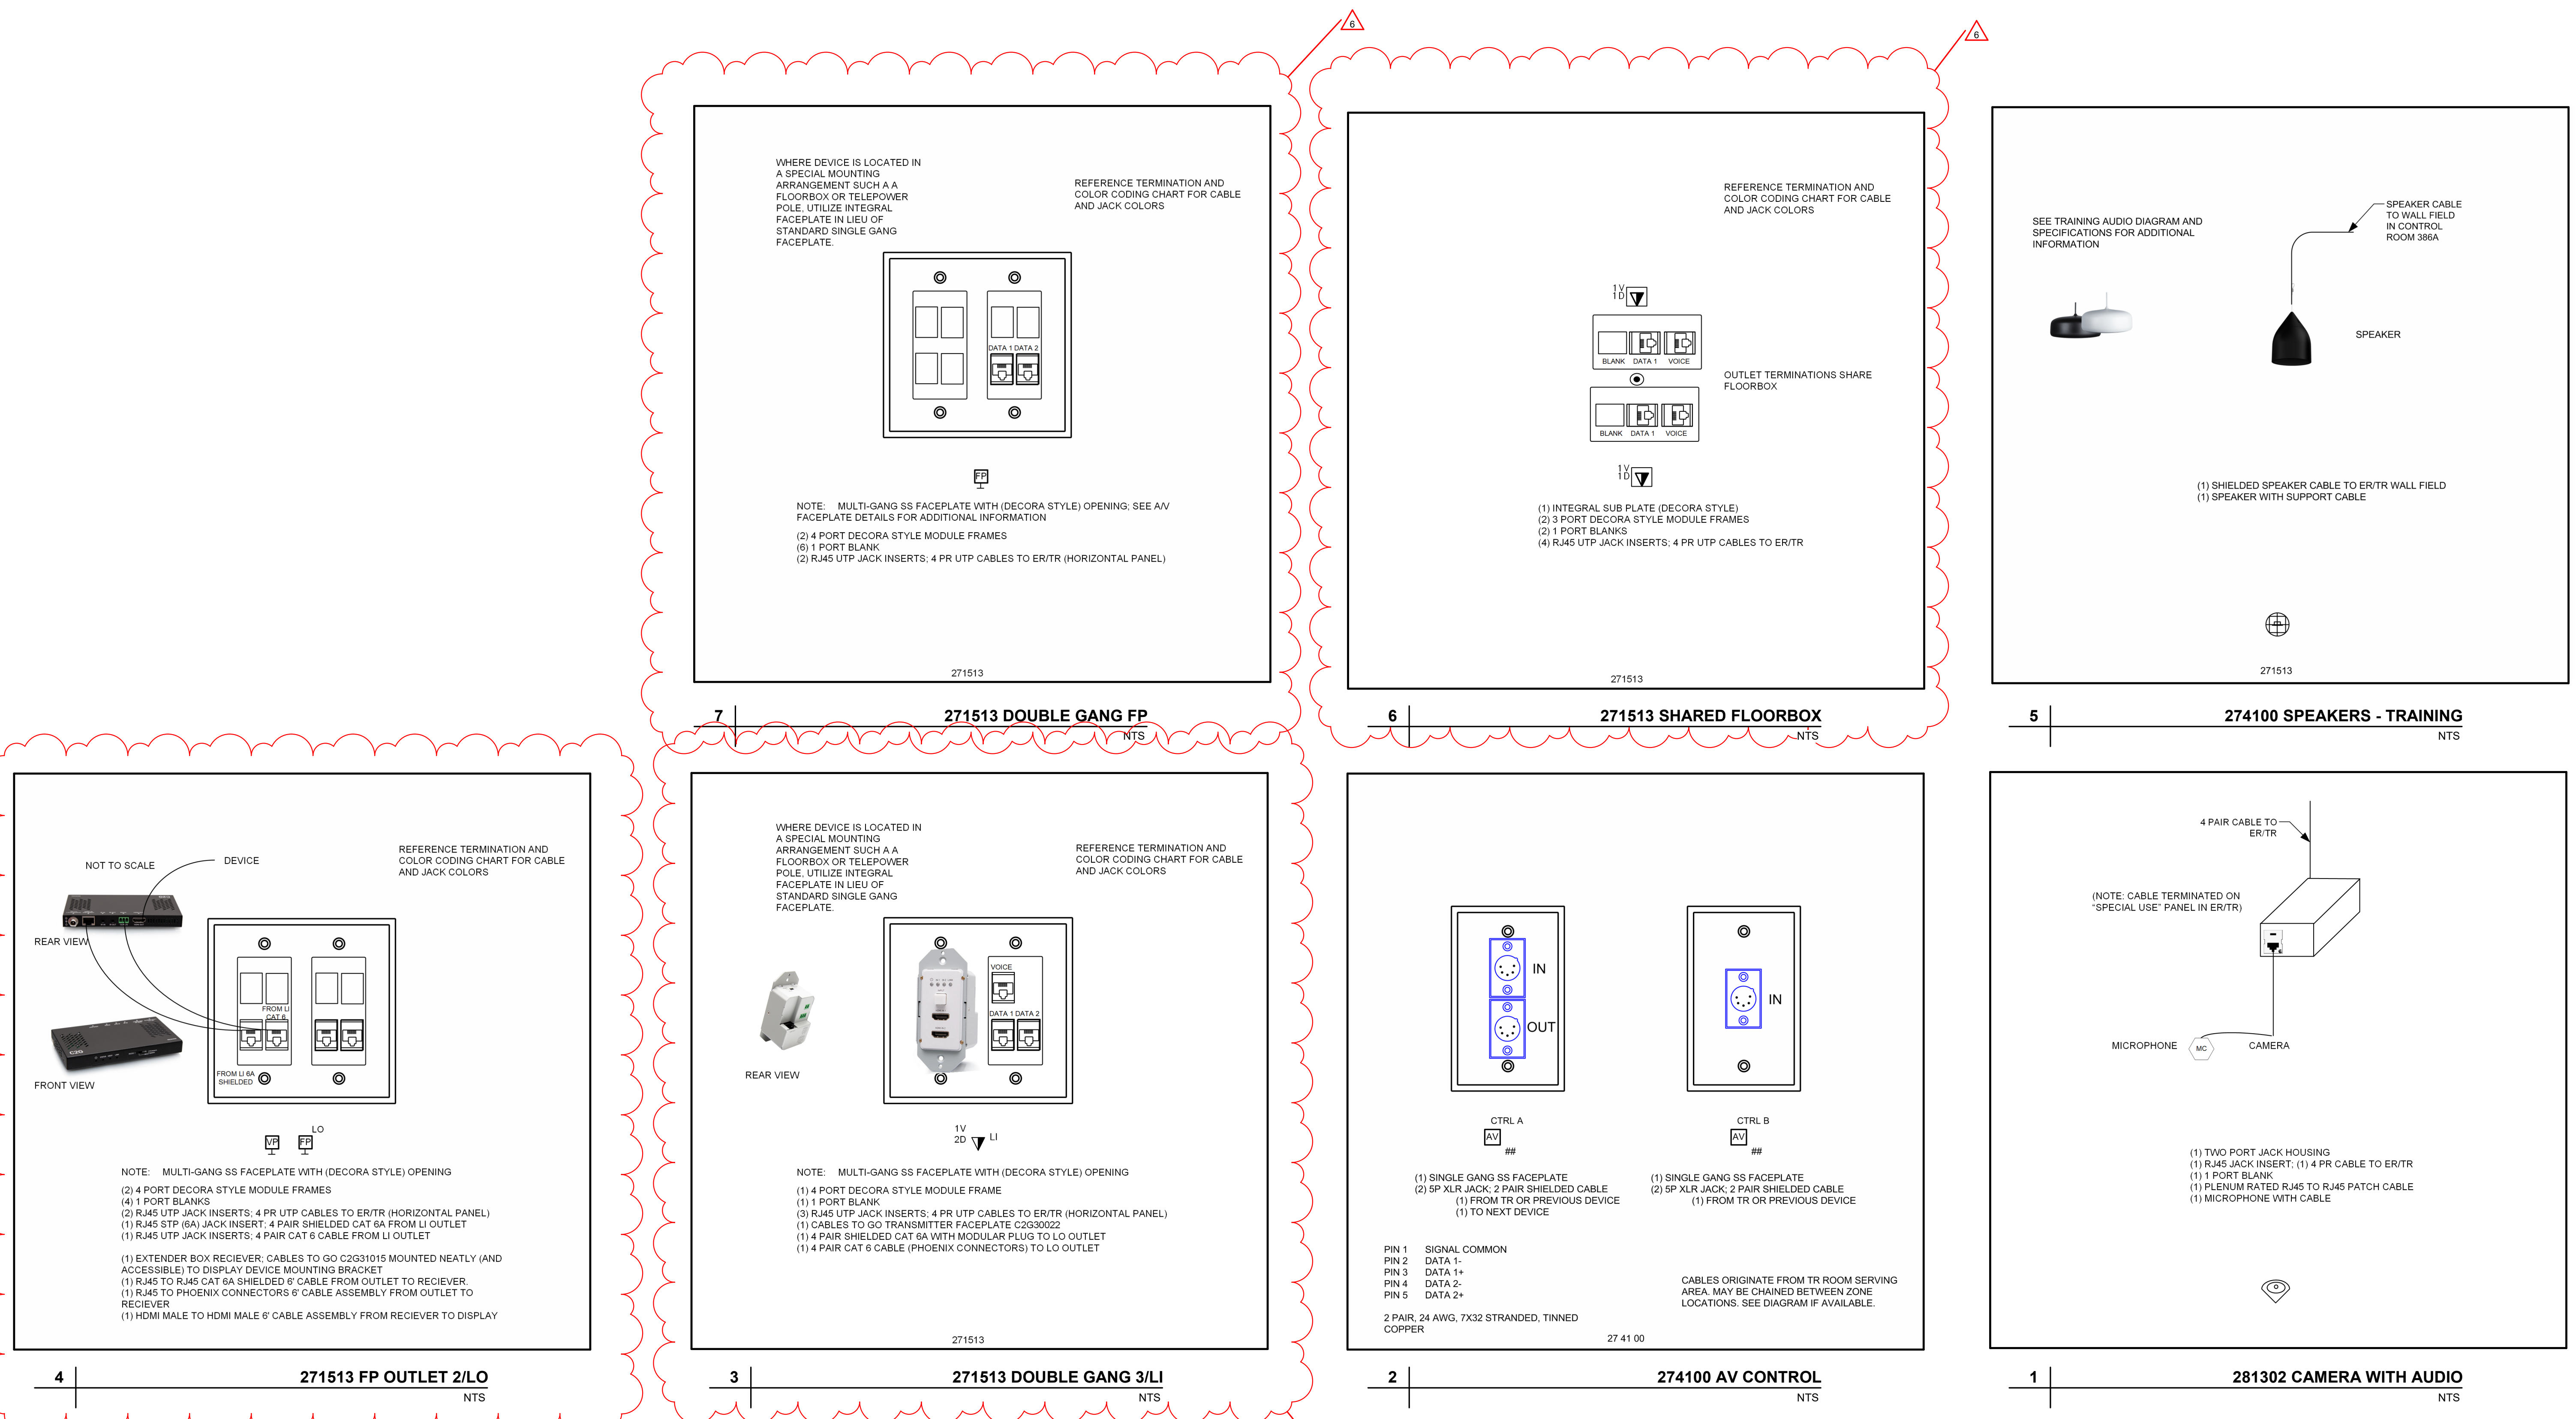 6
6
WHERE DEVICE IS LOCATED IN
A SPECIAL MOUNTING
ARRANGEMENT SUCH A A
FLOORBOX OR TELEPOWER
POLE, UTILIZE INTEGRAL
FACEPLATE IN LIEU OF
STANDARD SINGLE GANG
FACEPLATE.
REFERENCE TERMINATION AND
COLOR CODING CHART FOR CABLE
AND JACK COLORS
DATA 1 DATA 2
FP
NOTE: MULTI-GANG SS FACEPLATE WITH (DECORA STYLE) OPENING; SEE A/V
FACEPLATE DETAILS FOR ADDITIONAL INFORMATION
(2) 4 PORT DECORA STYLE MODULE FRAMES
(6) 1 PORT BLANK
(2) RJ45 UTP JACK INSERTS; 4 PR UTP CABLES TO ER/TR (HORIZONTAL PANEL)
271513
7 271513 DOUBLE GANG FP
NTS
REFERENCE TERMINATION AND
COLOR CODING CHART FOR CABLE
AND JACK COLORS
1 V
1 D
BLANK DATA 1 VOICE
OUTLET TERMINATIONS SHARE
FLOORBOX
BLANK DATA 1 VOICE
1 V
1 D
(1) INTEGRAL SUB PLATE (DECORA STYLE)
(2) 3 PORT DECORA STYLE MODULE FRAMES
(2) 1 PORT BLANKS
(4) RJ45 UTP JACK INSERTS; 4 PR UTP CABLES TO ER/TR
271513
6 271513 SHARED FLOORBOX
NTS
SEE TRAINING AUDIO DIAGRAM AND
SPECIFICATIONS FOR ADDITIONAL
INFORMATION
SPEAKER CABLE
TO WALL FIELD
IN CONTROL
ROOM 386A
SPEAKER
(1) SHIELDED SPEAKER CABLE TO ER/TR WALL FIELD
(1) SPEAKER WITH SUPPORT CABLE
271513
5 274100 SPEAKERS - TRAINING
NTS
NOT TO SCALE
DEVICE
REFERENCE TERMINATION AND
COLOR CODING CHART FOR CABLE
AND JACK COLORS
REAR VIEW
C2G
FRONT VIEW
FROM LI
CAT 6
FROM LI 6A
SHIELDED
LO
VP FP
NOTE: MULTI-GANG SS FACEPLATE WITH (DECORA STYLE) OPENING
(2) 4 PORT DECORA STYLE MODULE FRAMES
(4) 1 PORT BLANKS
(2) RJ45 UTP JACK INSERTS; 4 PR UTP CABLES TO ER/TR (HORIZONTAL PANEL)
(1) RJ45 STP (6A) JACK INSERT; 4 PAIR SHIELDED CAT 6A FROM LI OUTLET
(1) RJ45 UTP JACK INSERTS; 4 PAIR CAT 6 CABLE FROM LI OUTLET
(1) EXTENDER BOX RECIEVER; CABLES TO GO C2G31015 MOUNTED NEATLY (AND
ACCESSIBLE) TO DISPLAY DEVICE MOUNTING BRACKET
(1) RJ45 TO RJ45 CAT 6A SHIELDED 6' CABLE FROM OUTLET TO RECIEVER.
(1) RJ45 TO PHOENIX CONNECTORS 6' CABLE ASSEMBLY FROM OUTLET TO
RECIEVER
(1) HDMI MALE TO HDMI MALE 6' CABLE ASSEMBLY FROM RECIEVER TO DISPLAY
4 271513 FP OUTLET 2/LO
NTS
WHERE DEVICE IS LOCATED IN
A SPECIAL MOUNTING
ARRANGEMENT SUCH A A
FLOORBOX OR TELEPOWER
POLE, UTILIZE INTEGRAL
FACEPLATE IN LIEU OF
STANDARD SINGLE GANG
FACEPLATE.
REFERENCE TERMINATION AND
COLOR CODING CHART FOR CABLE
AND JACK COLORS
VOICE
DATA 1 DATA 2
REAR VIEW
1V
2D LI
NOTE: MULTI-GANG SS FACEPLATE WITH (DECORA STYLE) OPENING
(1) 4 PORT DECORA STYLE MODULE FRAME
(1) 1 PORT BLANK
(3) RJ45 UTP JACK INSERTS; 4 PR UTP CABLES TO ER/TR (HORIZONTAL PANEL)
(1) CABLES TO GO TRANSMITTER FACEPLATE C2G30022
(1) 4 PAIR SHIELDED CAT 6A WITH MODULAR PLUG TO LO OUTLET
(1) 4 PAIR CAT 6 CABLE (PHOENIX CONNECTORS) TO LO OUTLET
271513
3 271513 DOUBLE GANG 3/LI
NTS
IN
OUT
IN
CTRL A
AV
##
CTRL B
AV
##
(1) SINGLE GANG SS FACEPLATE
(2) 5P XLR JACK; 2 PAIR SHIELDED CABLE
(1) FROM TR OR PREVIOUS DEVICE
(1) TO NEXT DEVICE
(1) SINGLE GANG SS FACEPLATE
(2) 5P XLR JACK; 2 PAIR SHIELDED CABLE
(1) FROM TR OR PREVIOUS DEVICE
PIN 1 SIGNAL COMMON
PIN 2 DATA 1-
PIN 3 DATA 1+
PIN 4 DATA 2-
PIN 5 DATA 2+
2 PAIR, 24 AWG, 7X32 STRANDED, TINNED
COPPER
CABLES ORIGINATE FROM TR ROOM SERVING
AREA. MAY BE CHAINED BETWEEN ZONE
LOCATIONS. SEE DIAGRAM IF AVAILABLE.
27 41 00
2 274100 AV CONTROL
NTS
4 PAIR CABLE TO
ER/TR
(NOTE: CABLE TERMINATED ON
“SPECIAL USE” PANEL IN ER/TR)
MICROPHONE
MC
CAMERA
(1) TWO PORT JACK HOUSING
(1) RJ45 JACK INSERT; (1) 4 PR CABLE TO ER/TR
(1) 1 PORT BLANK
(1) PLENUM RATED RJ45 TO RJ45 PATCH CABLE
(1) MICROPHONE WITH CABLE
1 281302 CAMERA WITH AUDIO
NTS